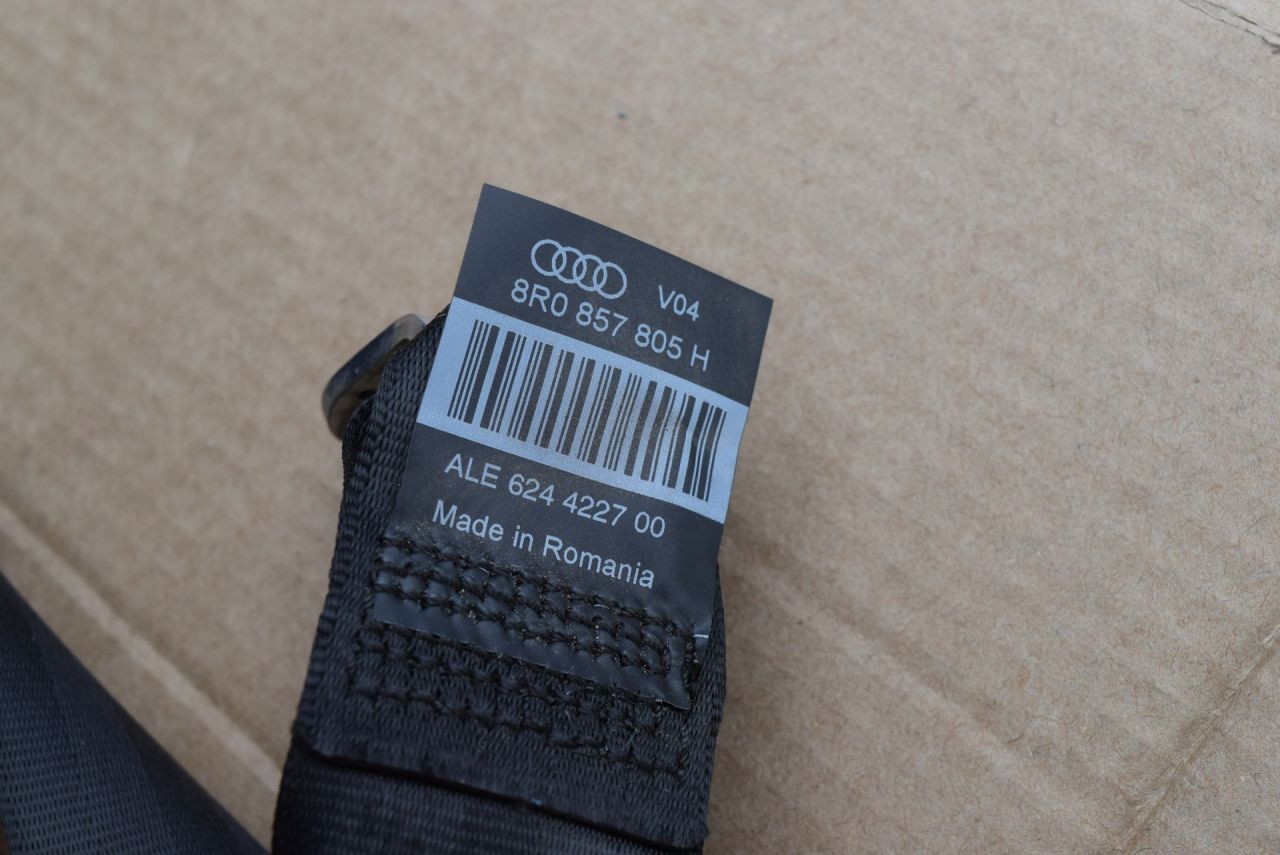 V04
8R0 857 805 H
ALE 624 4227 00
Made in Romania